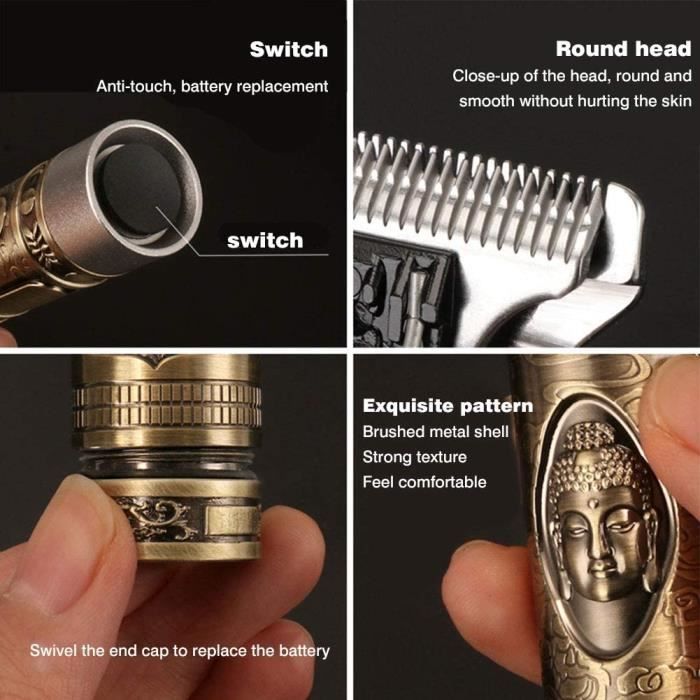 Switch
Anti-touch, battery replacement
switch
Round head
Close-up of the head, round and
smooth without hurting the skin
Swivel the end cap to replace the battery
Exquisite pattern
Brushed metal shell
Strong texture
Feel comfortable